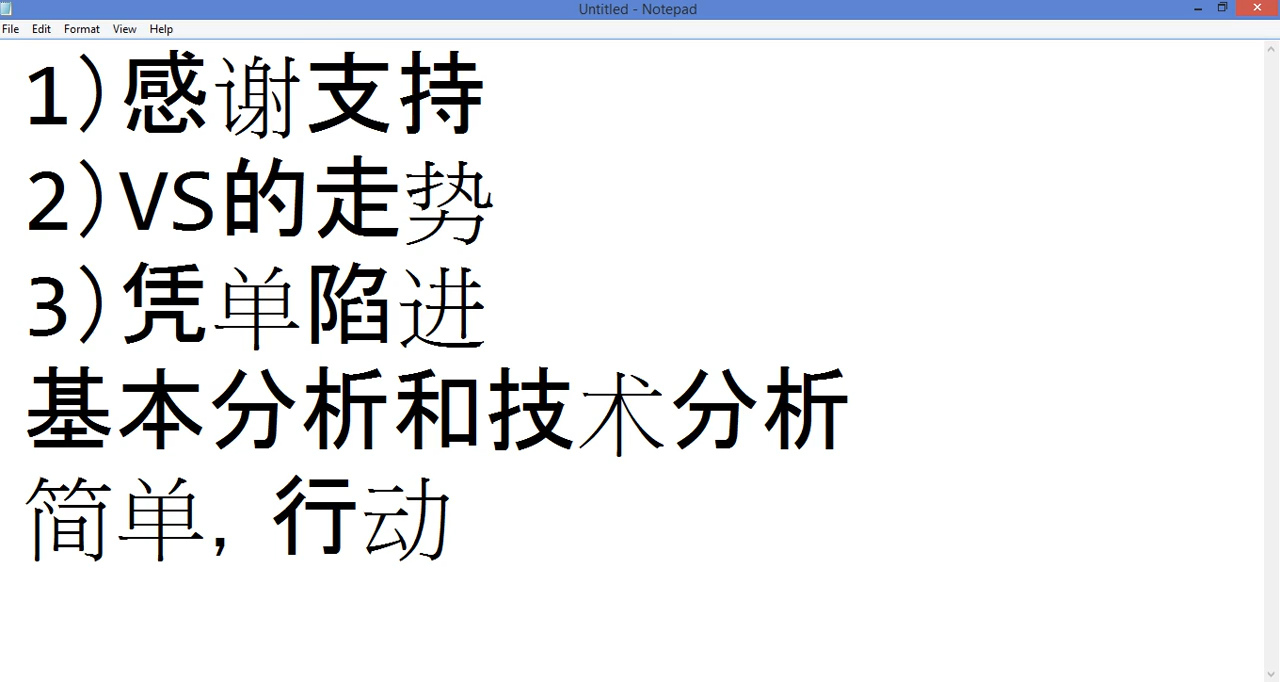 Untitled - Notepad
File Edit Format View Help
1)感谢支持
2)VS的走势
3)凭单陷进
基本分析和技术分析
简单, 行动